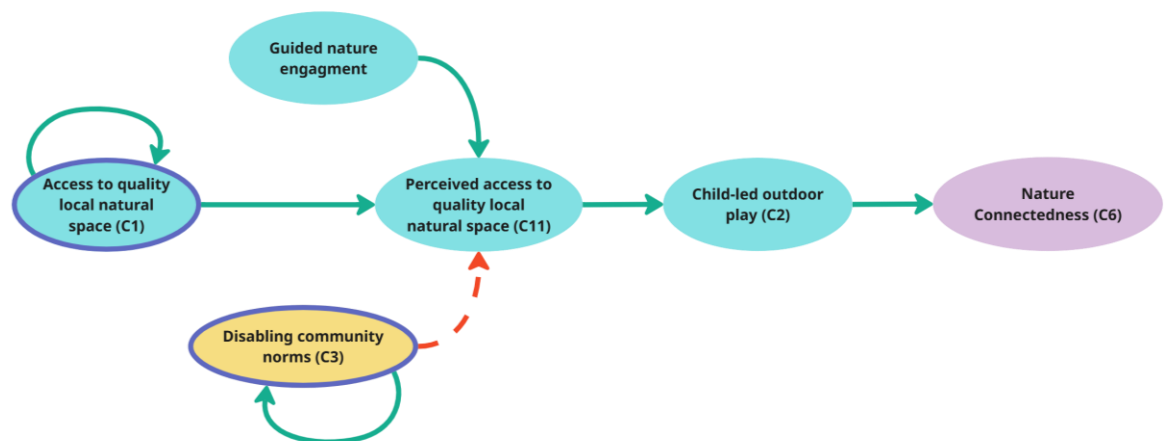 Guided nature
engagment
Access to quality
local natural
space (C1)
Perceived access to
quality local
natural space (C11)
Child-led outdoor
play (C2)
Nature
Connectedness (C6)
Disabling community
norms (C3)